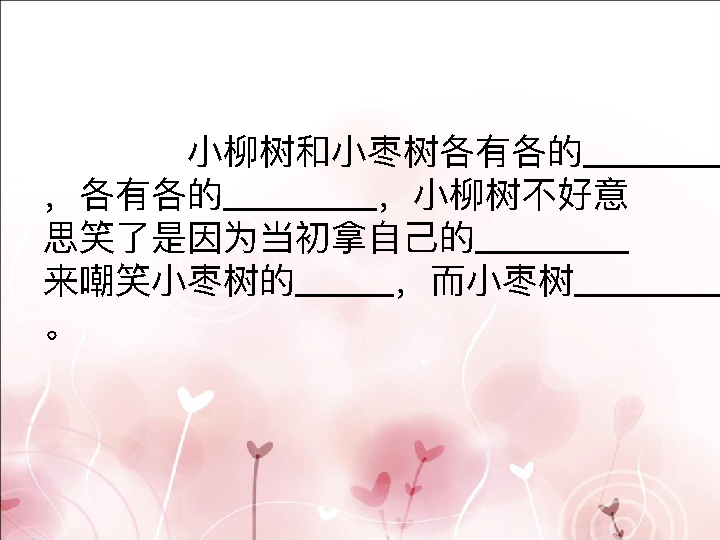 小柳树和小枣树各有各的________
，各有各的_________，小柳树不好意
思笑了是因为当初拿自己的_________
来嘲笑小枣树的______，而小枣树_________
。